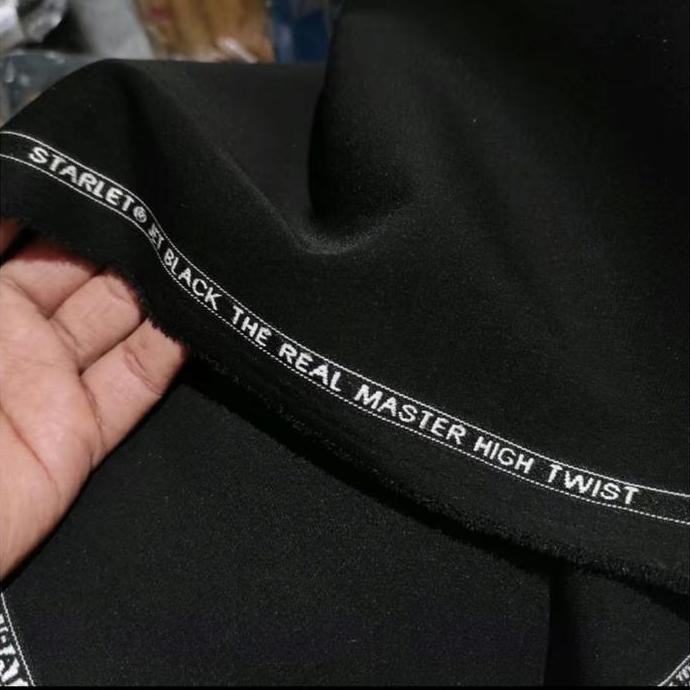 STARLET® JET BLACK THE REAL MASTER HIGH TWIST